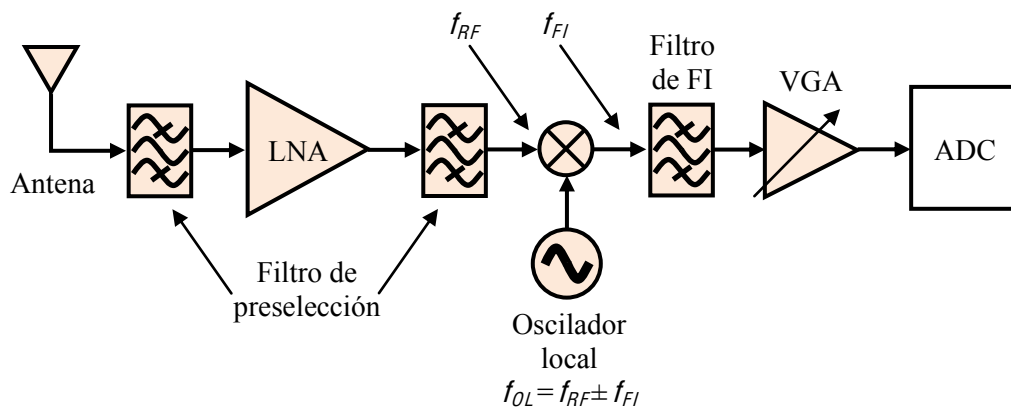 f_RF
f_FI
Filtro
de FI
VGA
LNA
ADC
Antena
Filtro de
preselección
Oscilador
local
f_OL = f_RF ± f_FI